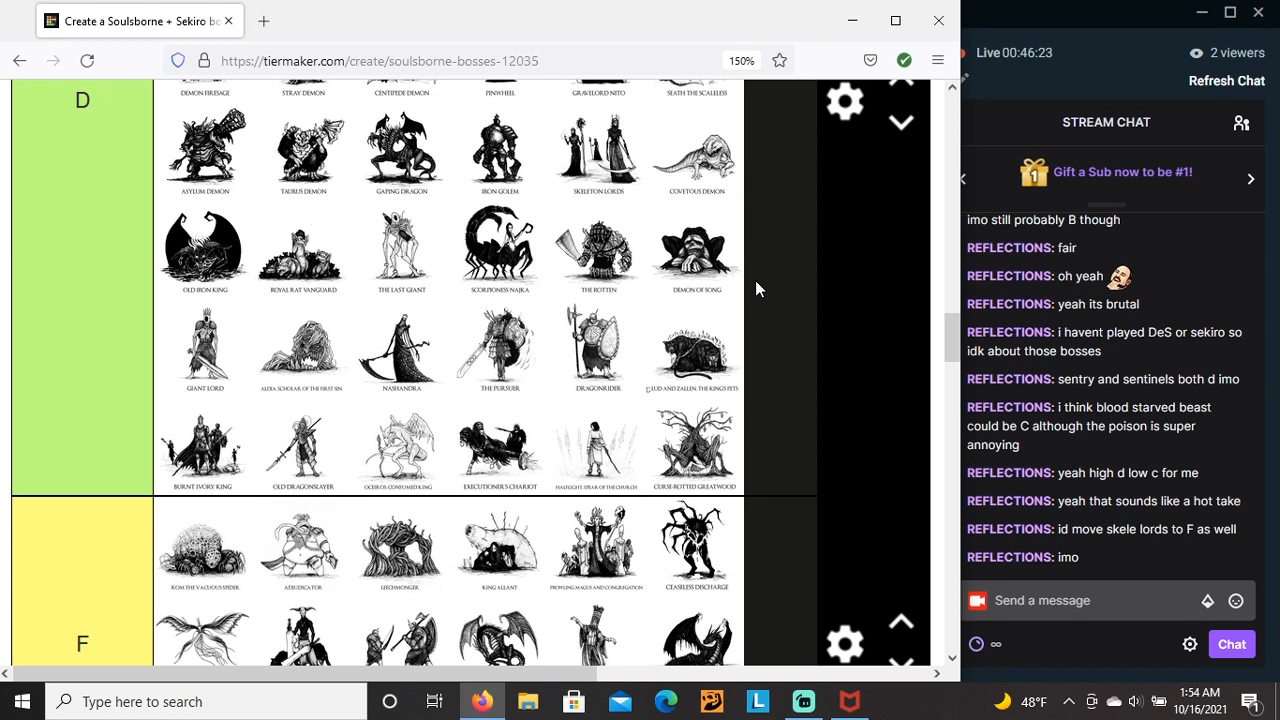 Create a Soulsborne + Sekiro bo
Live 00:46:23
2 viewers
tiermaker.com/create/soulsborne-bosses-12035
150%
Refresh Chat
STREAM CHAT
Gift a Sub now to be #1!
D
DEMON FIRESAGE
STRAY DEMON
CENTIPEDE DEMON
PINWHEEL
GRAVELORD NITO
SEATH THE SCALELESS
ASYLUM DEMON
TAURUS DEMON
GAPING DRAGON
IRON GOLEM
SKELETON LORDS
COVETOUS DEMON
OLD IRON KING
ROYAL RAT VANGUARD
THE LAST GIANT
SCORPIONESS NAJKA
THE ROTTEN
DEMON OF SONG
GIANT LORD
ALDIA, SCHOLAR OF THE FIRST SIN
NASHANDRA
THE PURSUER
DRAGONRIDER
LUD AND ZALLEN, THE KING'S PETS
BURNT IVORY KING
OLD DRAGONSLAYER
OCEIROS, CONSUMED KING
EXECUTIONER'S CHARIOT
HALFLIGHT, SPEAR OF THE CHURCH
CURSE-ROTTED GREATWOOD
F
ROM THE VACUOUS SPIDER
ADJUDICATOR
LEECHMONGER
KING ALLANT
PROWLING MAGUS AND CONGREGATION
CEASELESS DISCHARGE
imo still probably B though
REFLECTIONS: fair
REFLECTIONS: oh yeah
REFLECTIONS: yeah its brutal
REFLECTIONS: i havent played DeS or sekiro so
idk about those bosses
REFLECTIONS: sentry and sentinels both D imo
REFLECTIONS: i think blood starved beast
could be C although the poison is super
annoying
REFLECTIONS: yeah high d low c for me
REFLECTIONS: yeah that sounds like a hot take
REFLECTIONS: id move skele lords to F as well
REFLECTIONS: imo
Send a message
Chat
Type here to search
48°F
5:54 AM
10/16/2021
1